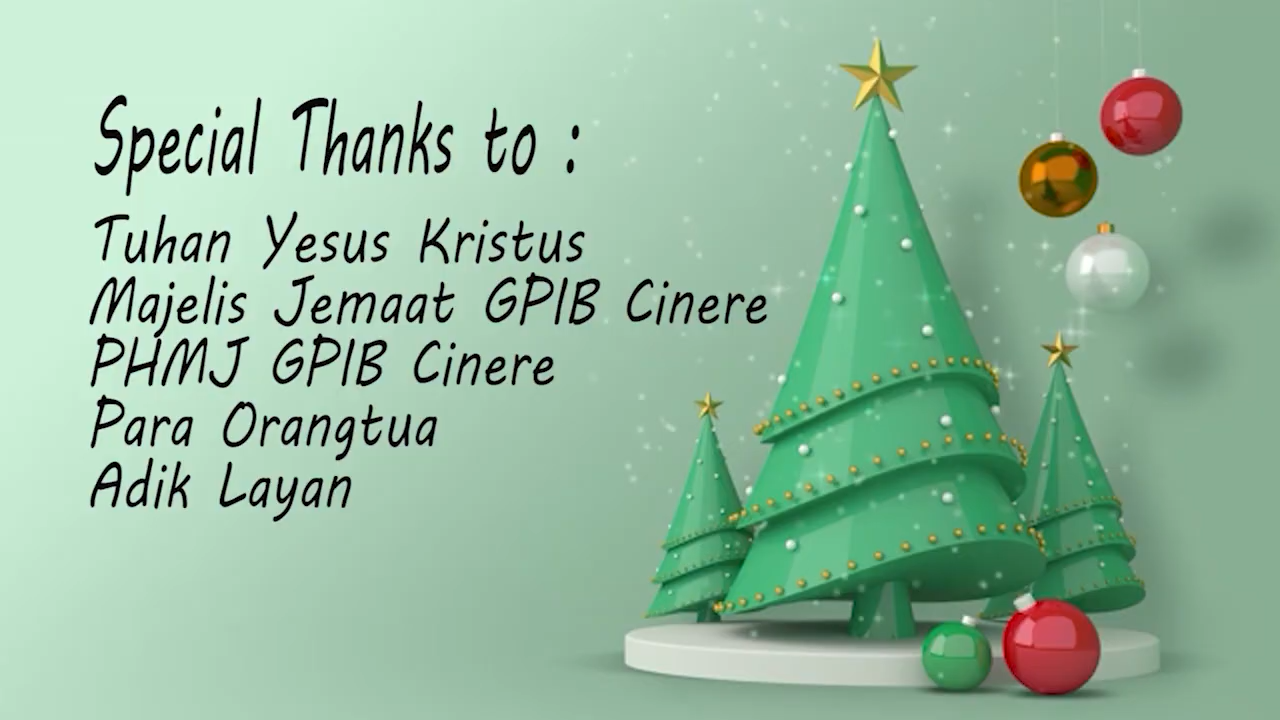 Special Thanks to :
Tuhan Yesus Kristus
Majelis Jemaat GPIB Cinere
PHMJ GPIB Cinere
Para Orangtua
Adik Layan